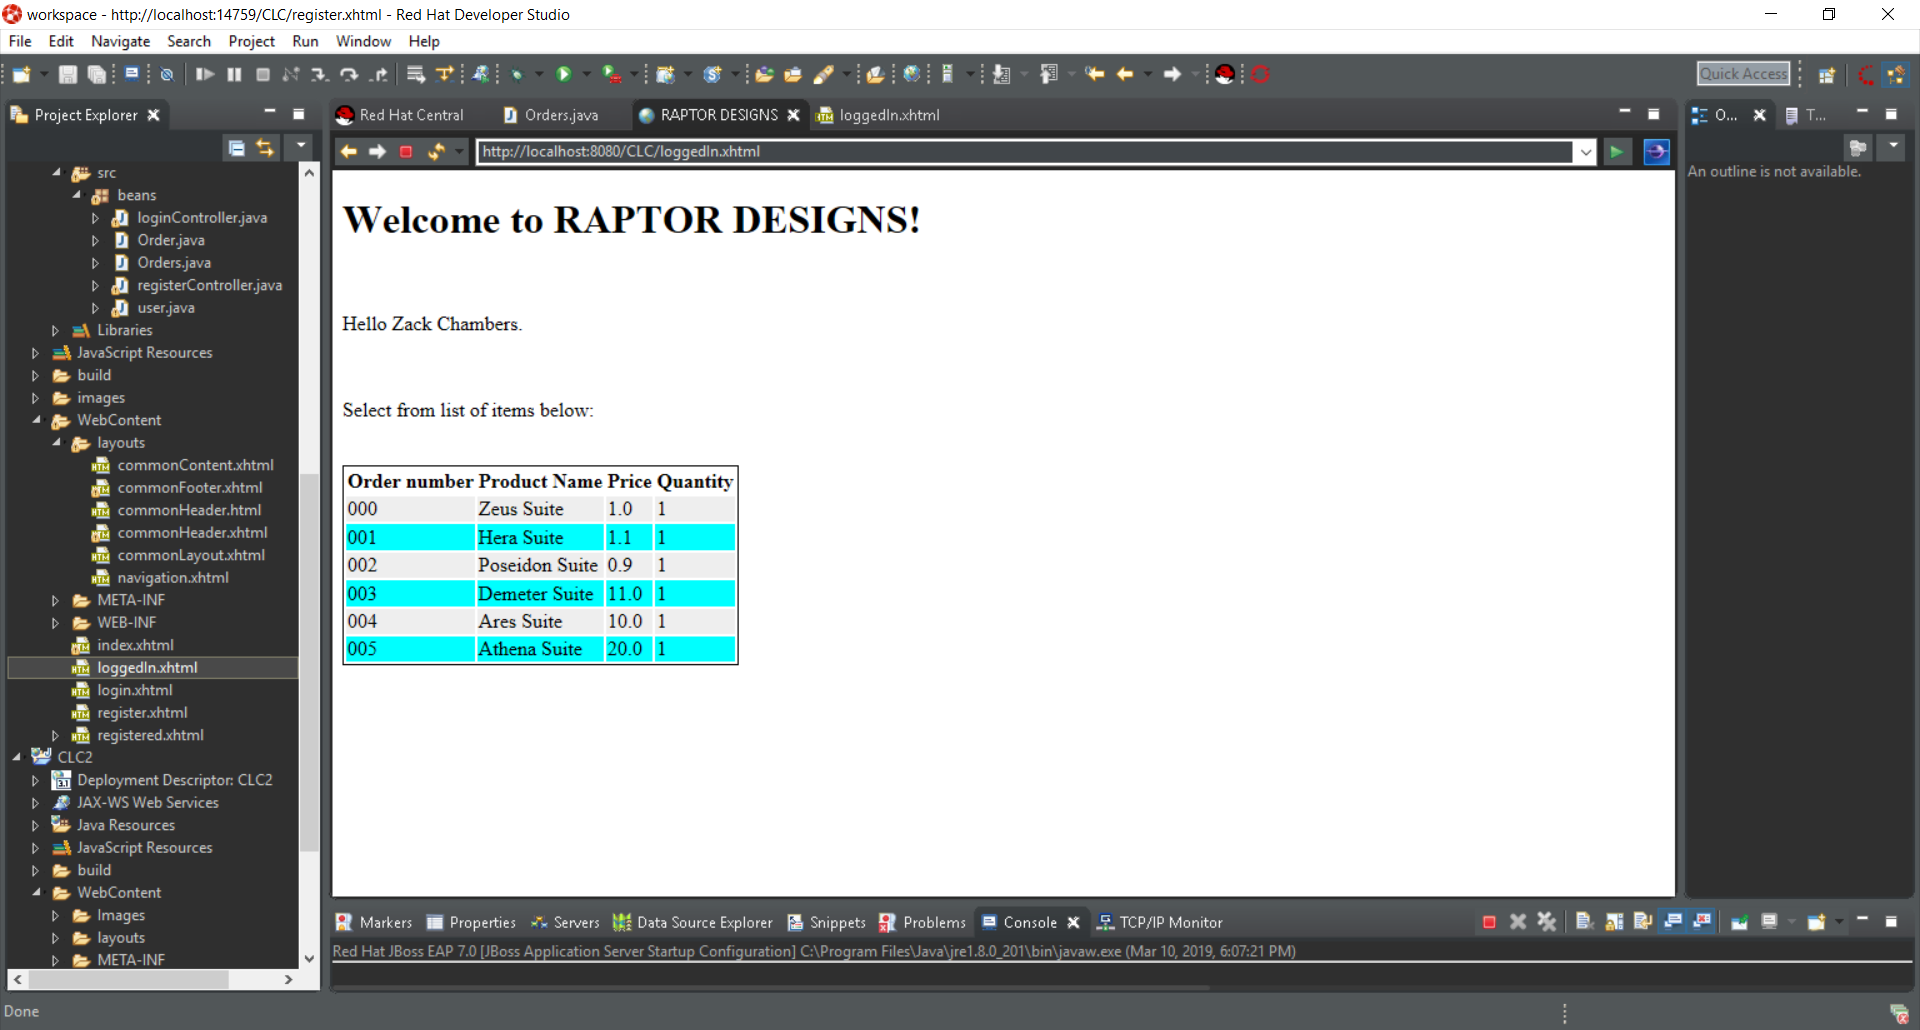 workspace - http://localhost:14759/CLC/register.xhtml - Red Hat Developer Studio
File Edit Navigate Search Project Run Window Help
Quick Access
Project Explorer
src
beans
loginController.java
Order.java
Orders.java
registerController.java
user.java
Libraries
JavaScript Resources
build
images
WebContent
layouts
commonContent.xhtml
commonFooter.xhtml
commonHeader.html
commonHeader.xhtml
commonLayout.xhtml
navigation.xhtml
META-INF
WEB-INF
index.xhtml
loggedIn.xhtml
login.xhtml
register.xhtml
registered.xhtml
CLC2
Deployment Descriptor: CLC2
JAX-WS Web Services
Java Resources
JavaScript Resources
build
WebContent
Images
layouts
META-INF
Red Hat Central Orders.java RAPTOR DESIGNS loggedIn.xhtml
http://localhost:8080/CLC/loggedIn.xhtml
Welcome to RAPTOR DESIGNS!
Hello Zack Chambers.
Select from list of items below:
Order number Product Name Price Quantity
000 Zeus Suite 1.0 1
001 Hera Suite 1.1 1
002 Poseidon Suite 0.9 1
003 Demeter Suite 11.0 1
004 Ares Suite 10.0 1
005 Athena Suite 20.0 1
O... T...
An outline is not available.
Markers Properties Servers Data Source Explorer Snippets Problems Console TCP/IP Monitor
Red Hat JBoss EAP 7.0 [JBoss Application Server Startup Configuration] C:\Program Files\Java\jre1.8.0_201\bin\javaw.exe (Mar 10, 2019, 6:07:21 PM)
Done